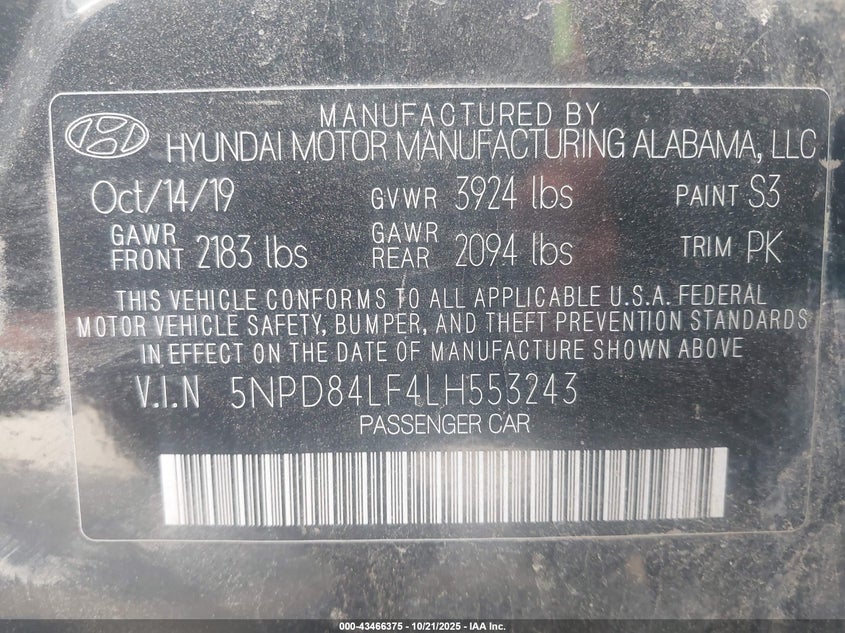 MANUFACTURED BY
HYUNDAI MOTOR MANUFACTURING ALABAMA, LLC
Oct/14/19 GVWR 3924 lbs PAINT S3
GAWR FRONT 2183 lbs GAWR REAR 2094 lbs TRIM PK
THIS VEHICLE CONFORMS TO ALL APPLICABLE U.S.A. FEDERAL
MOTOR VEHICLE SAFETY, BUMPER, AND THEFT PREVENTION STANDARDS
IN EFFECT ON THE DATE OF MANUFACTURE SHOWN ABOVE
V.I.N 5NPD84LF4LH553243
PASSENGER CAR
000-43466375 - 10/21/2025 - IAA Inc.